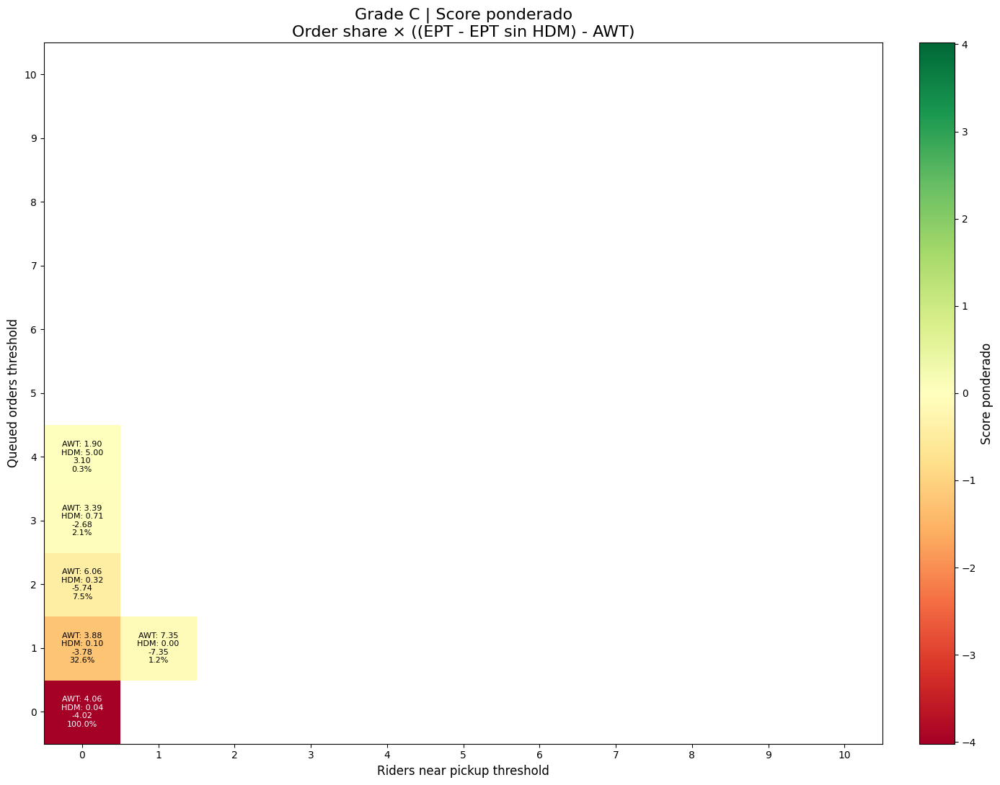 Grade C | Score ponderado
Order share × ((EPT - EPT sin HDM) - AWT)
Queued orders threshold
10
9
8
7
6
5
4
3
2
1
0
AWT: 1.90
HDM: 5.00
3.10
0.3%
AWT: 3.39
HDM: 0.71
-2.68
2.1%
AWT: 6.06
HDM: 0.32
-5.74
7.5%
AWT: 3.88
HDM: 0.10
-3.78
32.6%
AWT: 7.35
HDM: 0.00
-7.35
1.2%
AWT: 4.06
HDM: 0.04
-4.02
100.0%
0 1 2 3 4 5 6 7 8 9 10
Riders near pickup threshold
4
3
2
1
0
−1
−2
−3
−4
Score ponderado